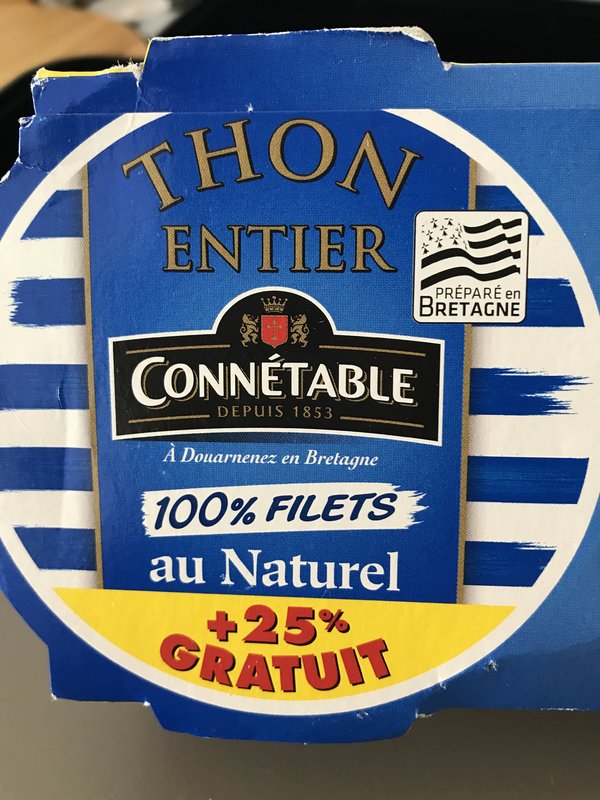 THON
ENTIER
PRÉPARÉ en
BRETAGNE
CONNÉTABLE
DEPUIS 1853
À Douarnenez en Bretagne
100% FILETS
au Naturel
+25%
GRATUIT